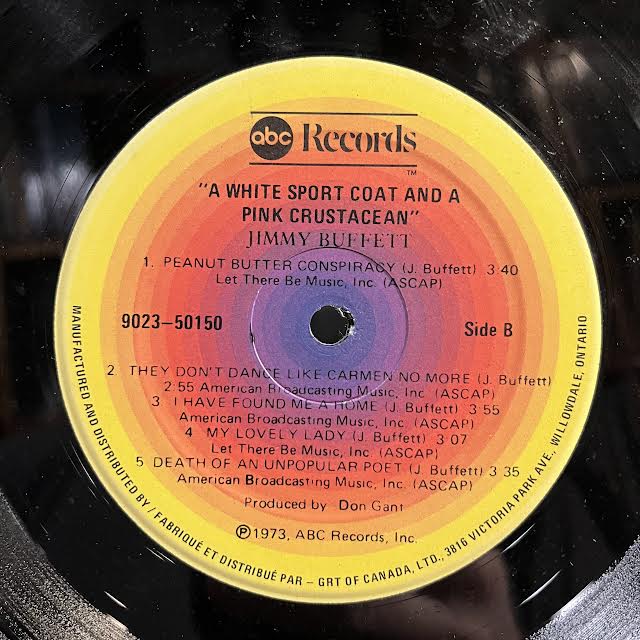 abc Records
TM
"A WHITE SPORT COAT AND A
PINK CRUSTACEAN"
JIMMY BUFFETT
1. PEANUT BUTTER CONSPIRACY (J. Buffett) 3:40
Let There Be Music, Inc. (ASCAP)
9023-50150
Side B
2. THEY DON'T DANCE LIKE CARMEN NO MORE (J. Buffett)
2:55 American Broadcasting Music, Inc. (ASCAP)
3 I HAVE FOUND ME A HOME (J. Buffett) 3 55
American Broadcasting Music, Inc. (ASCAP)
4 MY LOVELY LADY (J. Buffett) 3 07
Let There Be Music, Inc (ASCAP)
5 DEATH OF AN UNPOPULAR POET (J. Buffett) 3 35
American Broadcasting Music, Inc. (ASCAP)
Produced by Don Gant
℗1973, ABC Records, Inc.
MANUFACTURED AND DISTRIBUTED BY / FABRIQUÉ ET DISTRIBUÉ PAR – GRT OF CANADA, LTD., 3816 VICTORIA PARK AVE., WILLOWDALE, ONTARIO